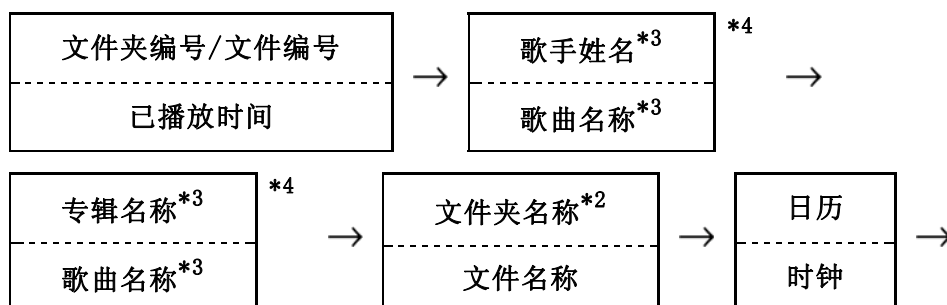 文件夹编号/文件编号
已播放时间
→
歌手姓名*3
歌曲名称*3
*4
→
专辑名称*3
歌曲名称*3
*4
→
文件夹名称*2
文件名称
→
日历
时钟
→